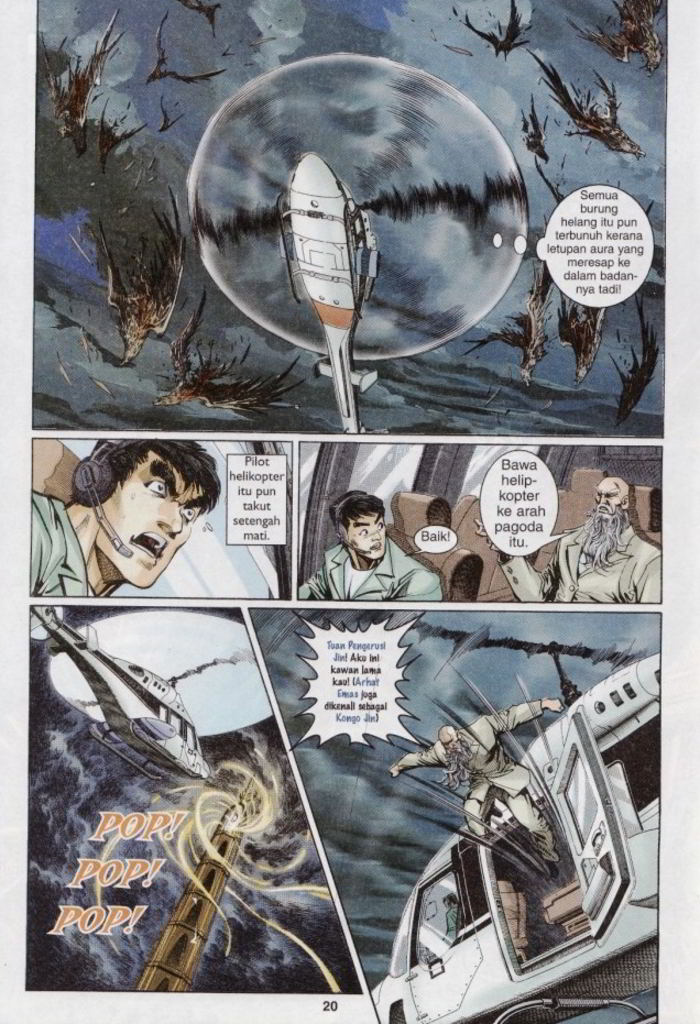 Semua
burung
helang itu pun
terbunuh kerana
letupan aura yang
meresap ke
dalam badan-
nya tadi!
Pilot
helikopter
itu pun
takut
setengah
mati.
Baik!
Bawa
helip-
kopter
ke arah
pagoda
itu.
Tuan Pengerusi
Jin! Aku ini
kawan lama
kau! (Arhat
Emas juga
dikenali sebagai
Kongo Jin)
POP!
POP!
POP!
20